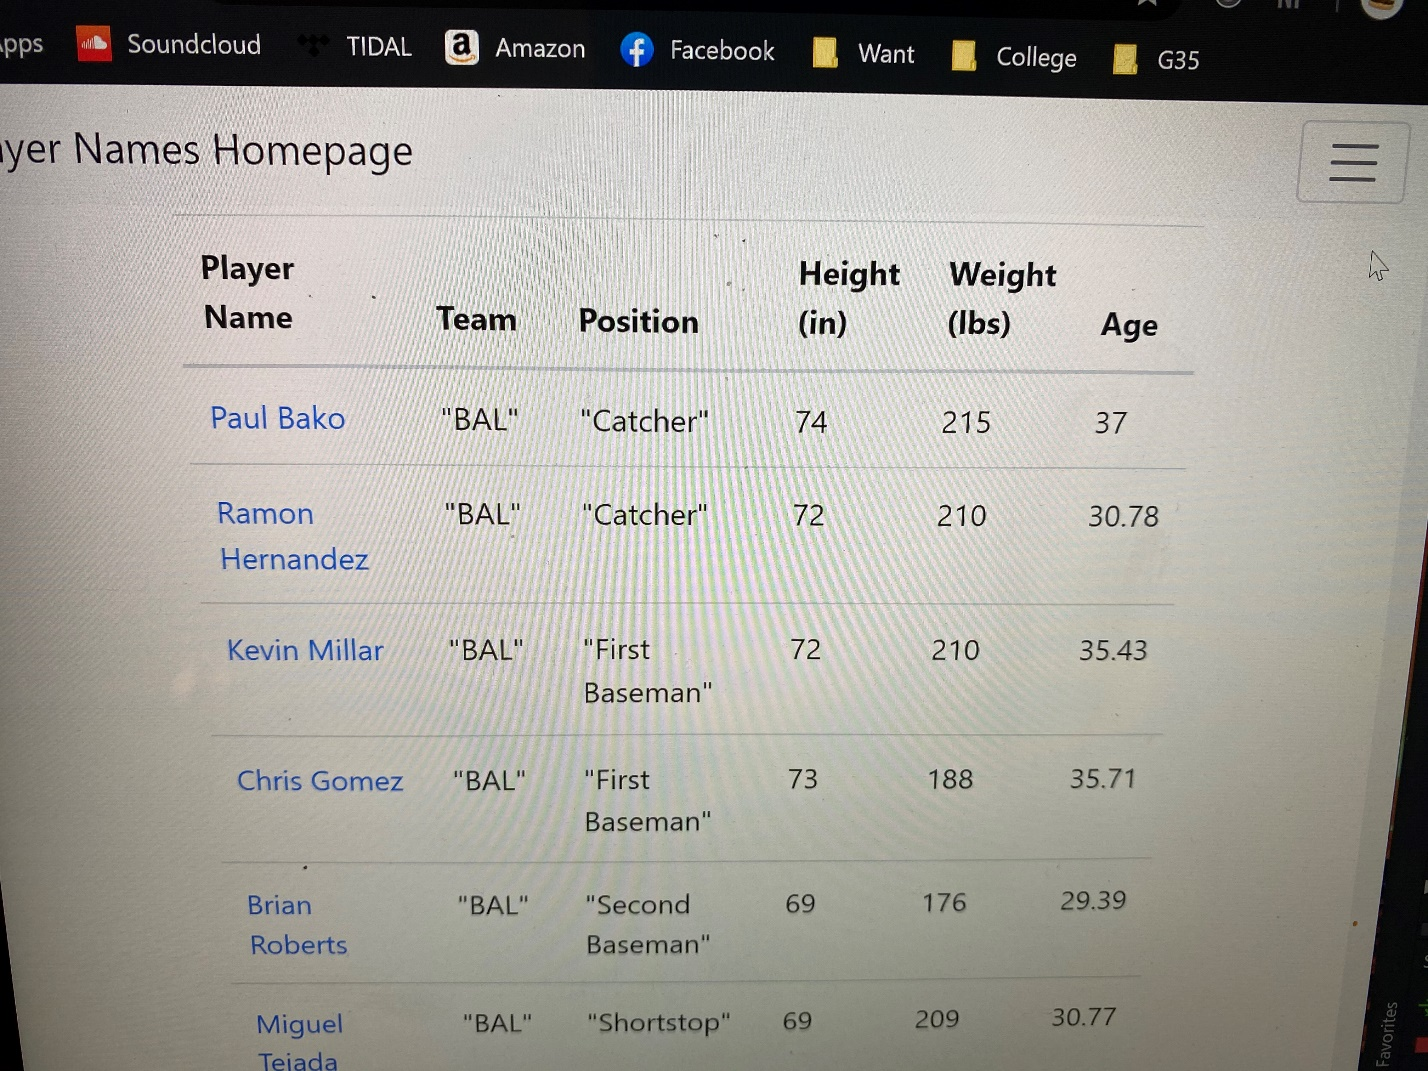 Soundcloud TIDAL Amazon Facebook Want College G35
Names Homepage
Player Name Team Position Height (in) Weight (lbs) Age
Paul Bako "BAL" "Catcher" 74 215 37
Ramon Hernandez "BAL" "Catcher" 72 210 30.78
Kevin Millar "BAL" "First Baseman" 72 210 35.43
Chris Gomez "BAL" "First Baseman" 73 188 35.71
Brian Roberts "BAL" "Second Baseman" 69 176 29.39
Miguel Tejada "BAL" "Shortstop" 69 209 30.77
Favorites